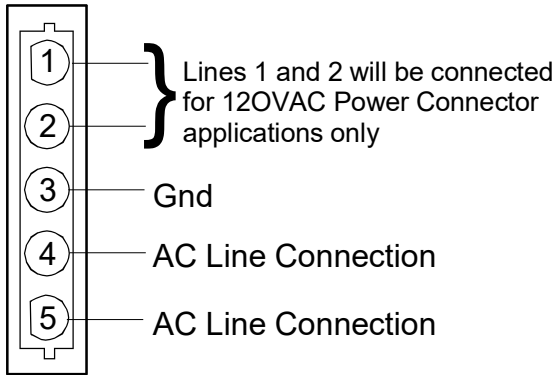 1
Lines 1 and 2 will be connected
for 12OVAC Power Connector
applications only
2
3 Gnd
4 AC Line Connection
5 AC Line Connection